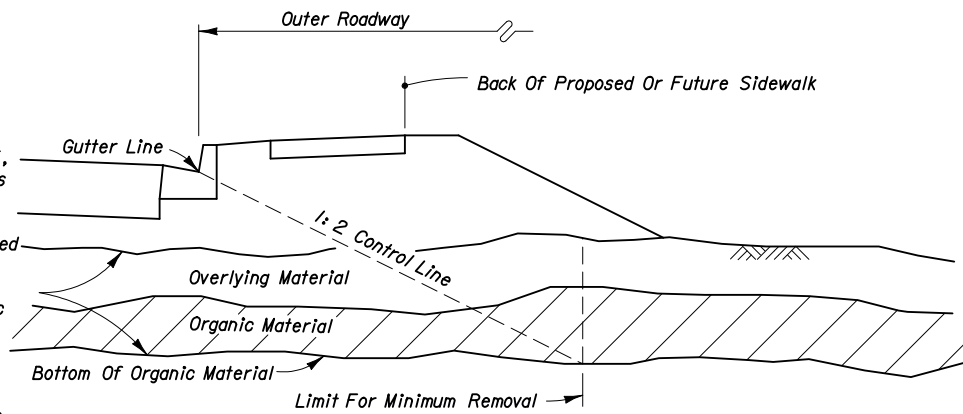 Outer Roadway
Back Of Proposed Or Future Sidewalk
Gutter Line
1: 2 Control Line
Overlying Material
Organic Material
Bottom Of Organic Material
Limit For Minimum Removal